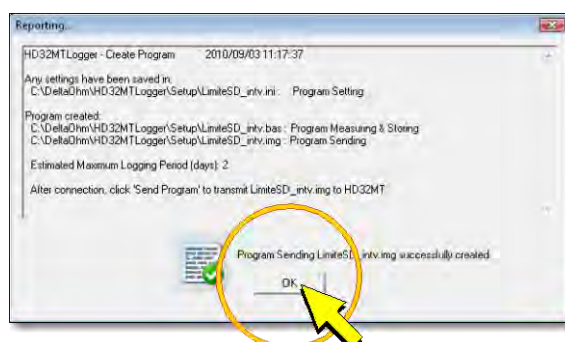 Reporting...
HD32MTLogger - Create Program 2010/09/03 11:17:37
Any settings have been saved in:
C:\DeltaOhm\HD32MTLogger\Setup\LimiteSD_intv.ini : Program Setting
Program created:
C:\DeltaOhm\HD32MTLogger\Setup\LimiteSD_intv.bas : Program Measuring & Storing
C:\DeltaOhm\HD32MTLogger\Setup\LimiteSD_intv.img : Program Sending
Estimated Maximum Logging Period (days): 2
After connection, click 'Send Program' to transmit LimiteSD_intv.img to HD32MT
Program Sending LimiteSD_intv.img successfully created.
OK